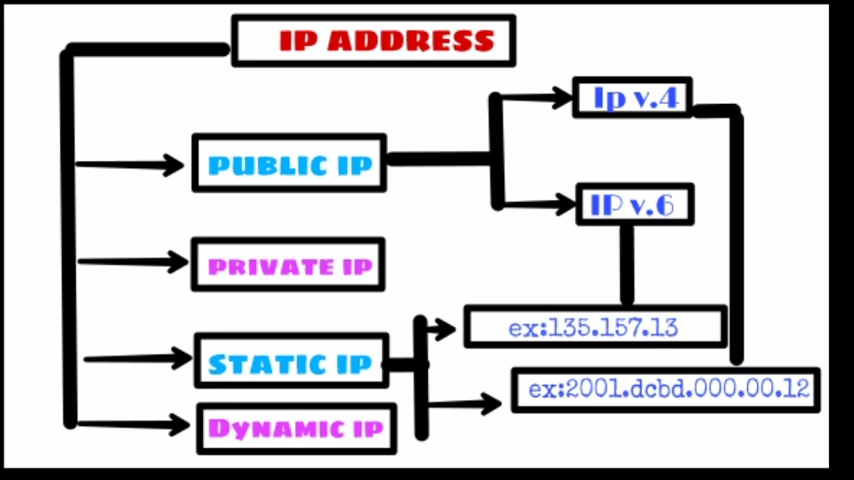 IP ADDRESS
Ip v.4
PUBLIC IP
IP v.6
PRIVATE IP
ex:135.157.13
STATIC IP
ex:2001.dcbd.000.00.12
DYNAMIC IP